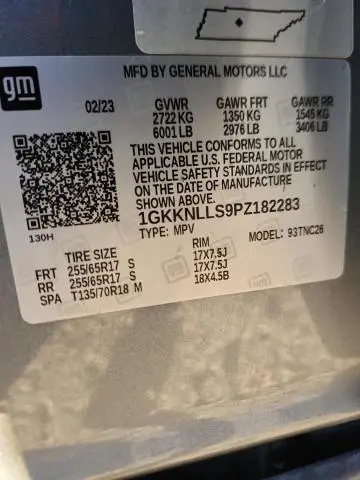 gm
MFD BY GENERAL MOTORS LLC
02/23 GVWR GAWR FRT GAWR RR
2722 KG 1350 KG 1545 KG
6001 LB 2976 LB 3406 LB
THIS VEHICLE CONFORMS TO ALL
APPLICABLE U.S. FEDERAL MOTOR
VEHICLE SAFETY STANDARDS IN
EFFECT ON THE DATE OF
MANUFACTURE SHOWN ABOVE.
1GKKNLLS9PZ182283
130H TYPE: MPV MODEL: 93TNC26
TIRE SIZE RIM
FRT 255/65R17 S 17X7.5J
RR 255/65R17 S 17X7.5J
SPA T135/70R18 M 18X4.5B